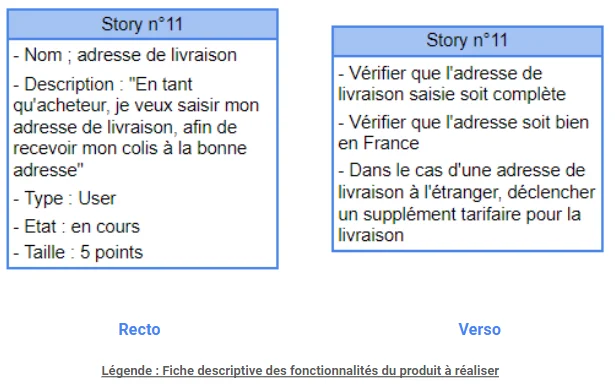 Story n°11
- Nom ; adresse de livraison
- Description : "En tant
qu'acheteur, je veux saisir mon
adresse de livraison, afin de
recevoir mon colis à la bonne
adresse"
- Type : User
- Etat : en cours
- Taille : 5 points
Story n°11
- Vérifier que l'adresse de
livraison saisie soit complète
- Vérifier que l'adresse soit bien
en France
- Dans le cas d'une adresse de
livraison à l'étranger, déclencher
un supplément tarifaire pour la
livraison
Recto
Verso
Légende : Fiche descriptive des fonctionnalités du produit à réaliser